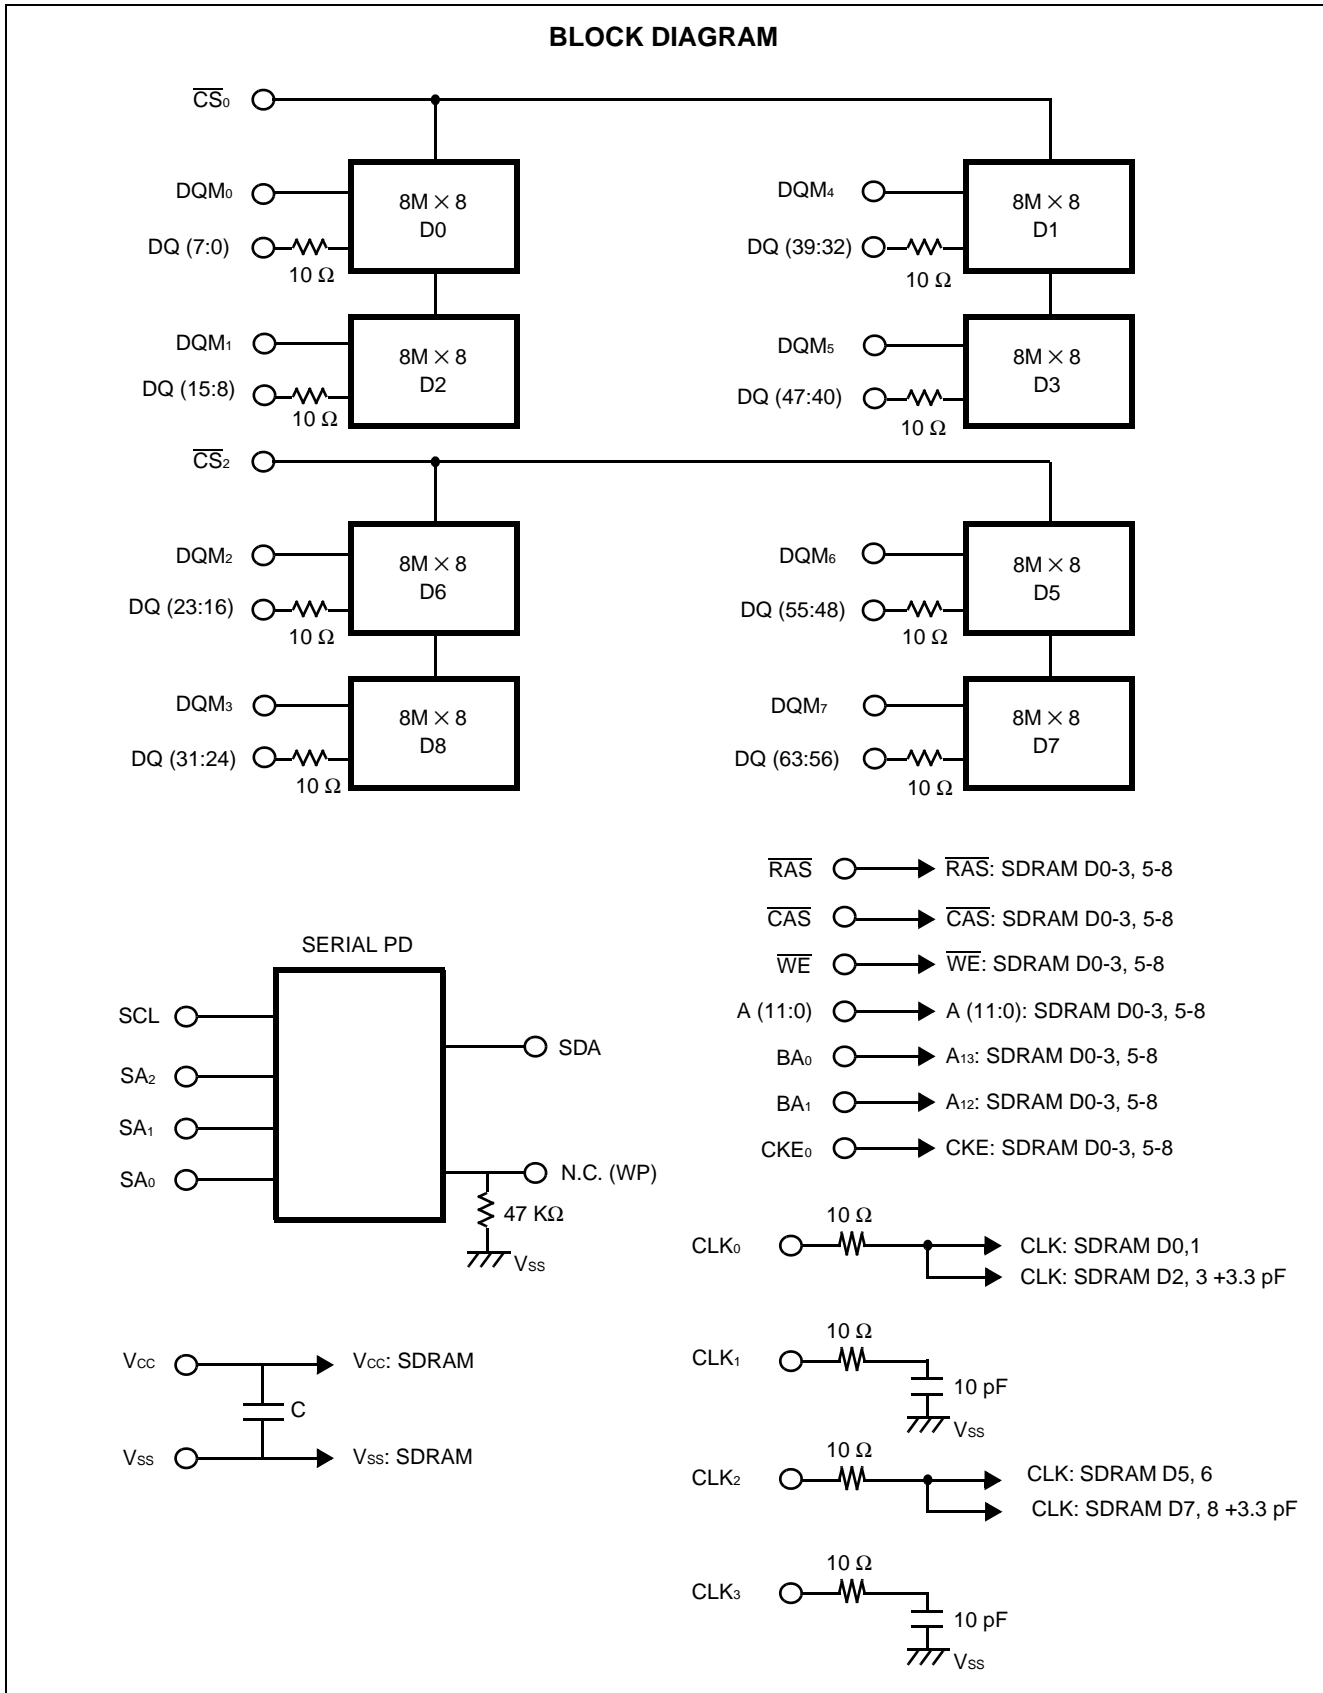 BLOCK DIAGRAM
C̅S̅₀
DQM₀
8M × 8
D0
DQ (7:0)
10 Ω
DQM₄
8M × 8
D1
DQ (39:32)
10 Ω
DQM₁
8M × 8
D2
DQ (15:8)
10 Ω
DQM₅
8M × 8
D3
DQ (47:40)
10 Ω
C̅S̅₂
DQM₂
8M × 8
D6
DQ (23:16)
10 Ω
DQM₆
8M × 8
D5
DQ (55:48)
10 Ω
DQM₃
8M × 8
D8
DQ (31:24)
10 Ω
DQM₇
8M × 8
D7
DQ (63:56)
10 Ω
R̅A̅S̅ R̅A̅S̅: SDRAM D0-3, 5-8
C̅A̅S̅ C̅A̅S̅: SDRAM D0-3, 5-8
W̅E̅ W̅E̅: SDRAM D0-3, 5-8
A (11:0) A (11:0): SDRAM D0-3, 5-8
BA₀ A₁₃: SDRAM D0-3, 5-8
BA₁ A₁₂: SDRAM D0-3, 5-8
CKE₀ CKE: SDRAM D0-3, 5-8
SERIAL PD
SCL
SA₂
SA₁
SA₀
SDA
N.C. (WP)
47 KΩ
Vss
10 Ω
CLK₀
CLK: SDRAM D0,1
CLK: SDRAM D2, 3 +3.3 pF
Vcc Vcc: SDRAM
C
Vss Vss: SDRAM
10 Ω
CLK₁
10 pF
Vss
10 Ω
CLK₂
CLK: SDRAM D5, 6
CLK: SDRAM D7, 8 +3.3 pF
10 Ω
CLK₃
10 pF
Vss